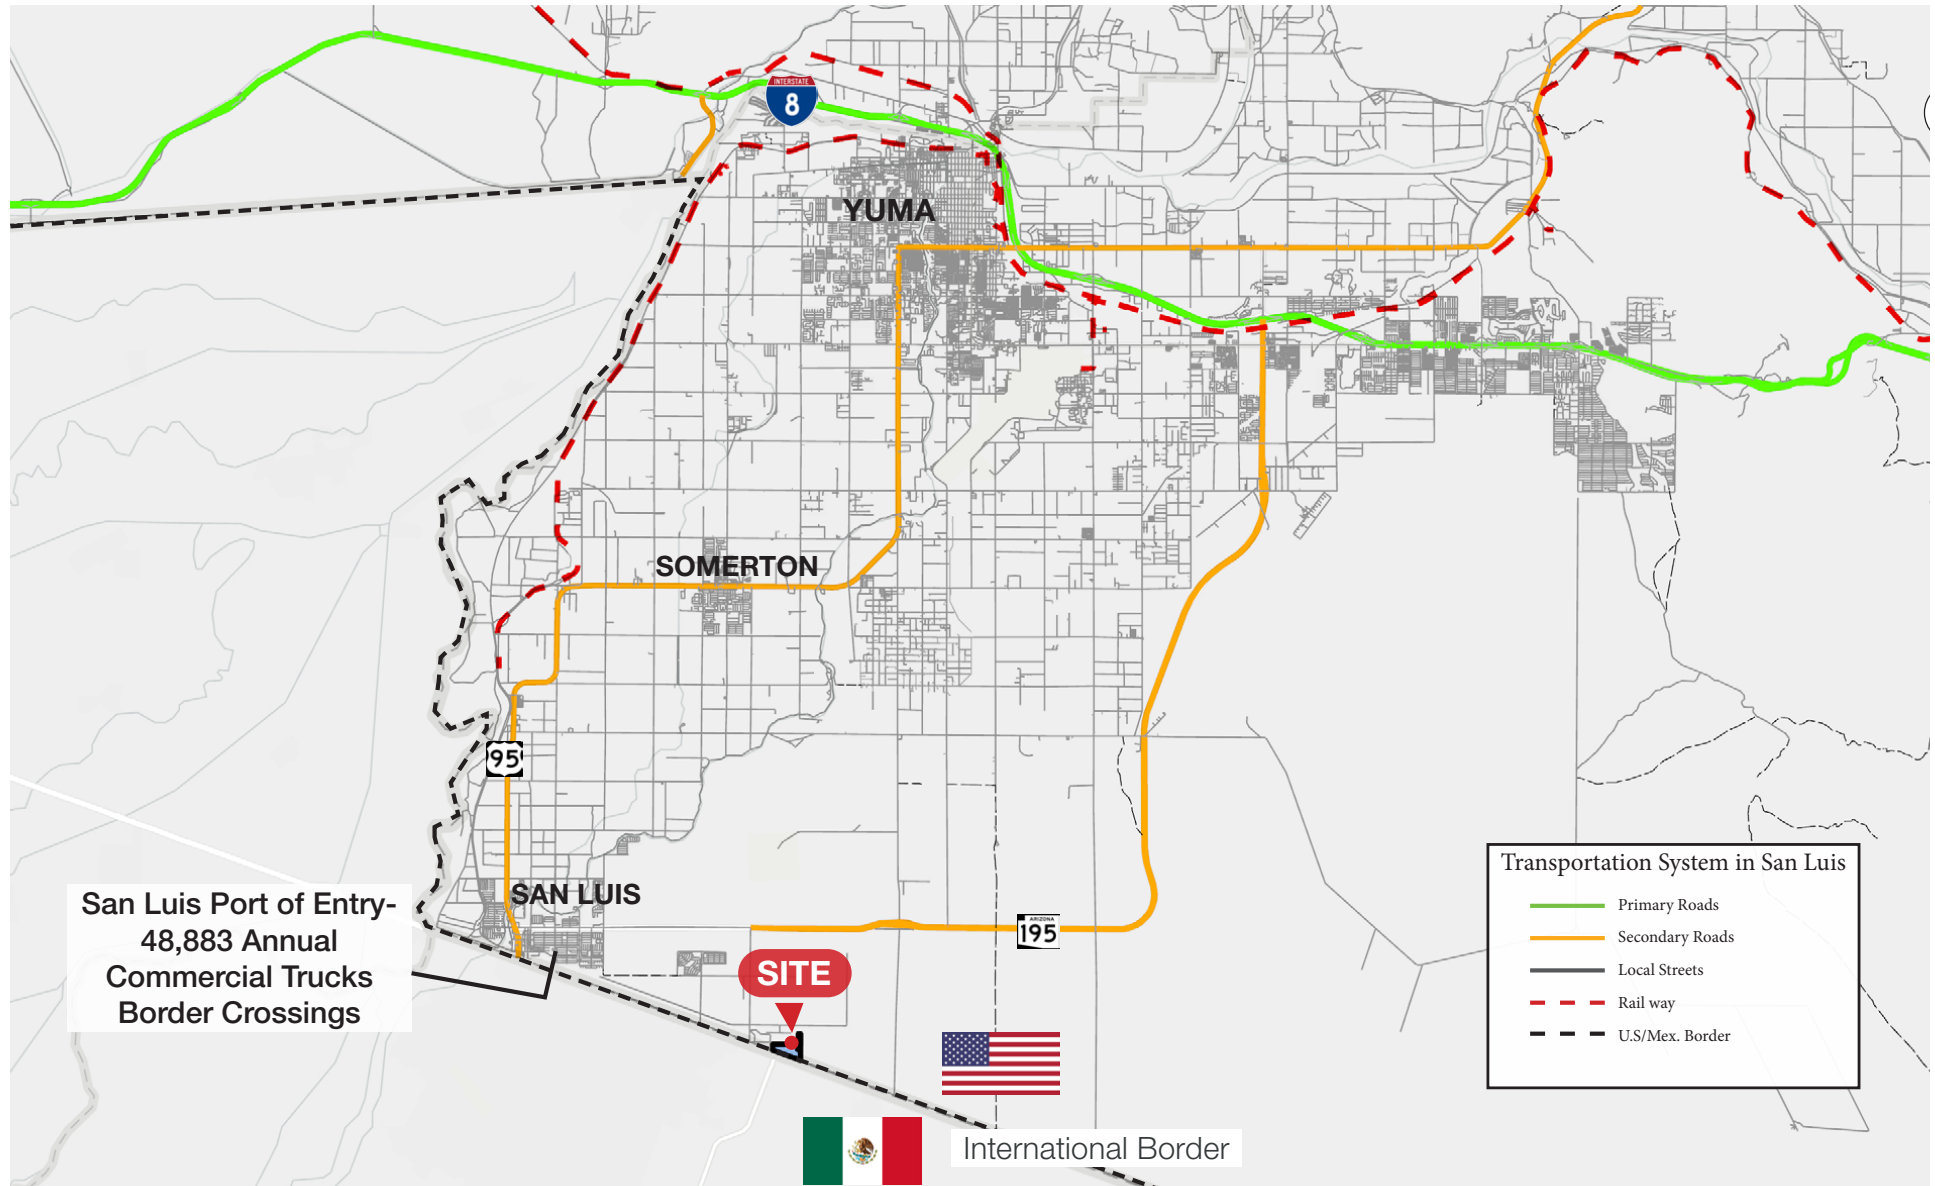 INTERSTATE
8
YUMA
SOMERTON
95
SAN LUIS
San Luis Port of Entry-
48,883 Annual
Commercial Trucks
Border Crossings
ARIZONA
195
SITE
International Border
Transportation System in San Luis
Primary Roads
Secondary Roads
Local Streets
Rail way
U.S/Mex. Border